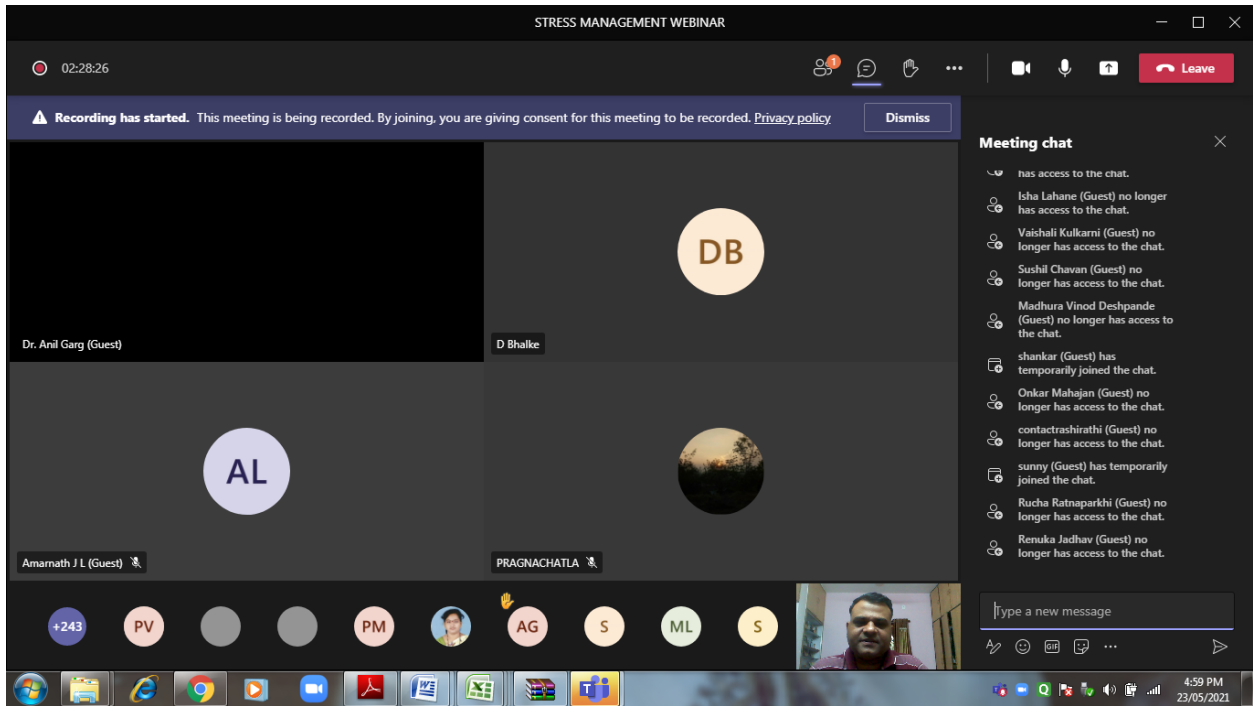 STRESS MANAGEMENT WEBINAR
02:28:26
1
Leave
Recording has started. This meeting is being recorded. By joining, you are giving consent for this meeting to be recorded. Privacy policy
Dismiss
Dr. Anil Garg (Guest)
DB
D Bhalke
AL
Amarnath J L (Guest)
PRAGNACHATLA
+243
PV
PM
AG
S
ML
S
Meeting chat
has access to the chat.
Isha Lahane (Guest) no longer
has access to the chat.
Vaishali Kulkarni (Guest) no
longer has access to the chat.
Sushil Chavan (Guest) no
longer has access to the chat.
Madhura Vinod Deshpande
(Guest) no longer has access to
the chat.
shankar (Guest) has
temporarily joined the chat.
Onkar Mahajan (Guest) no
longer has access to the chat.
contactrashirathi (Guest) no
longer has access to the chat.
sunny (Guest) has temporarily
joined the chat.
Rucha Ratnaparkhi (Guest) no
longer has access to the chat.
Renuka Jadhav (Guest) no
longer has access to the chat.
Type a new message
GIF
4:59 PM
23/05/2021